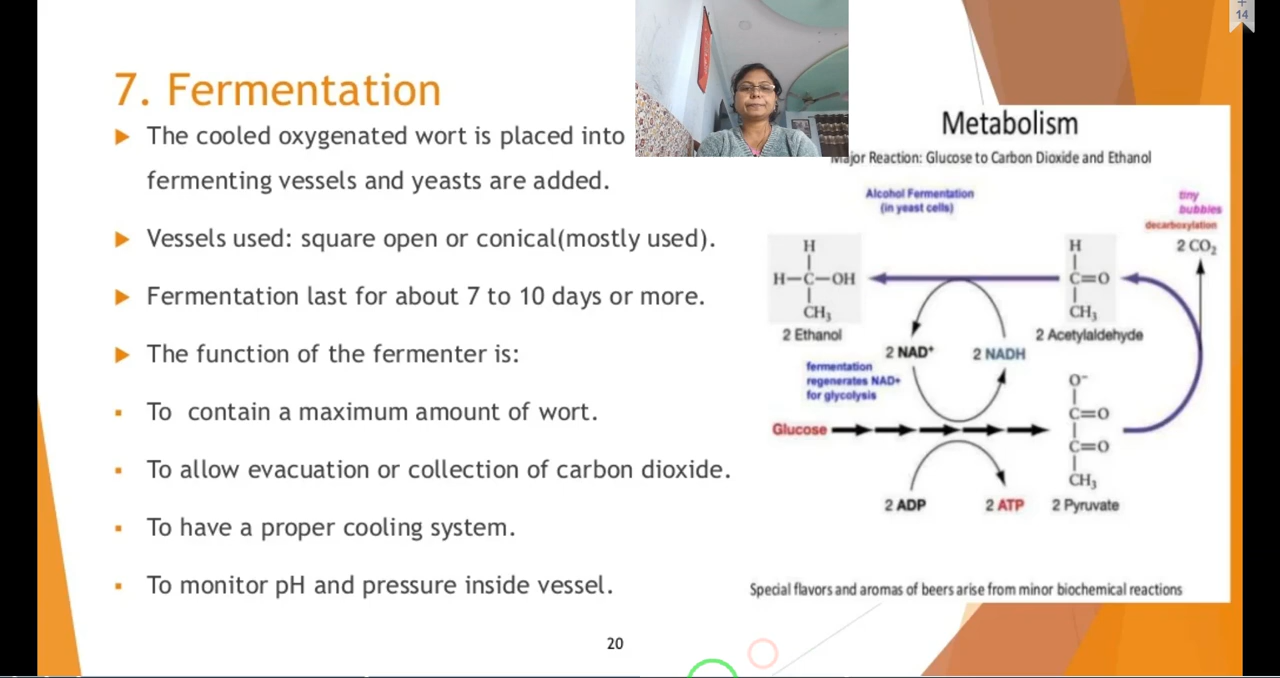 +
14
7. Fermentation
The cooled oxygenated wort is placed into
fermenting vessels and yeasts are added.
Vessels used: square open or conical(mostly used).
Fermentation last for about 7 to 10 days or more.
The function of the fermenter is:
To contain a maximum amount of wort.
To allow evacuation or collection of carbon dioxide.
To have a proper cooling system.
To monitor pH and pressure inside vessel.
Metabolism
Major Reaction: Glucose to Carbon Dioxide and Ethanol
Alcohol Fermentation
(in yeast cells)
tiny
bubbles
decarboxylation
2 CO₂
H
H–C–OH
CH₃
2 Ethanol
H
C=O
CH₃
2 Acetylaldehyde
2 NAD⁺
2 NADH
fermentation
regenerates NAD+
for glycolysis
Glucose
O⁻
C=O
C=O
CH₃
2 Pyruvate
2 ADP
2 ATP
Special flavors and aromas of beers arise from minor biochemical reactions
20